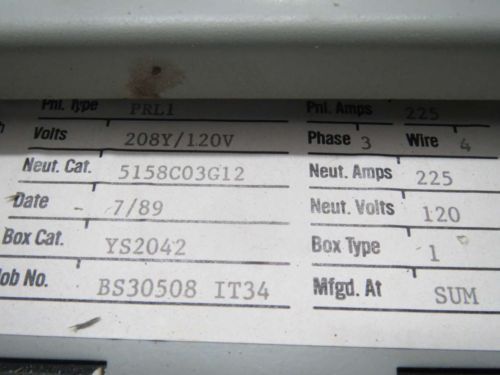 Pnl. Type PRL1 Pnl. Amps 225
Volts 208Y/120V Phase 3 Wire 4
Neut. Cat. 5158C03G12 Neut. Amps 225
Date 7/89 Neut. Volts 120
Box Cat. YS2042 Box Type 1
Job No. BS30508 IT34 Mfgd. At SUM